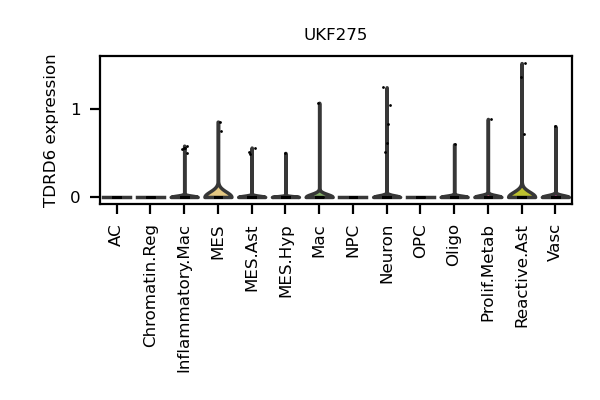 UKF275
TDRD6 expression
1
0
AC
Chromatin.Reg
Inflammatory.Mac
MES
MES.Ast
MES.Hyp
Mac
NPC
Neuron
OPC
Oligo
Prolif.Metab
Reactive.Ast
Vasc